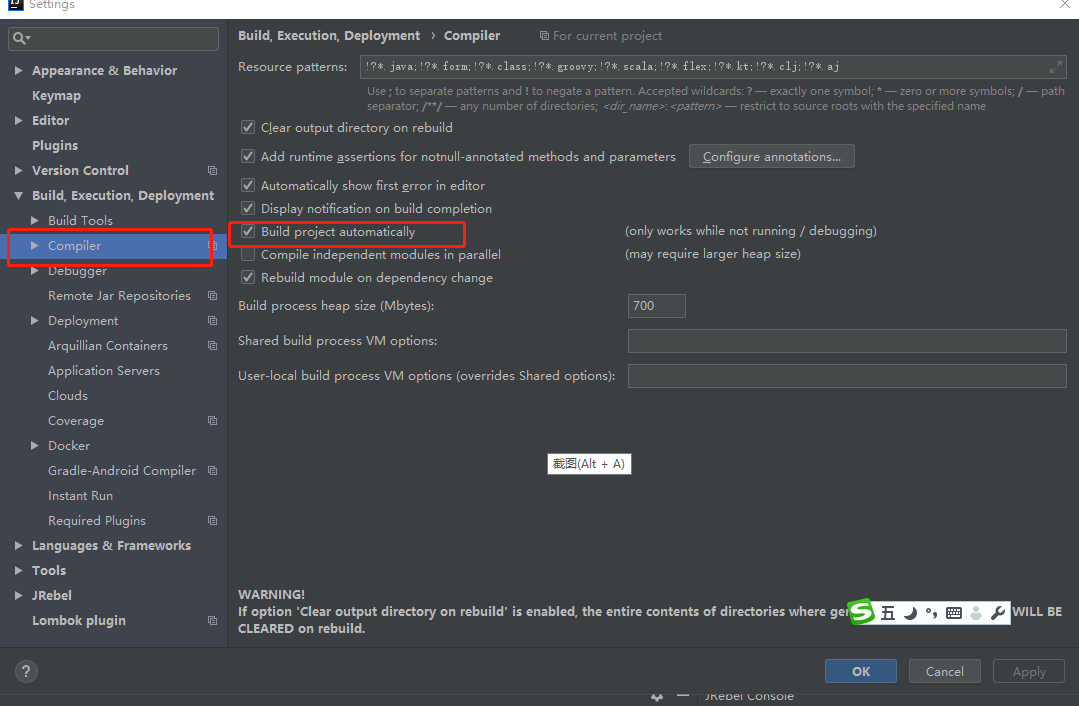 Settings
Build, Execution, Deployment › Compiler
For current project
Appearance & Behavior
Keymap
Editor
Plugins
Version Control
Build, Execution, Deployment
Build Tools
Compiler
Debugger
Remote Jar Repositories
Deployment
Arquillian Containers
Application Servers
Clouds
Coverage
Docker
Gradle-Android Compiler
Instant Run
Required Plugins
Languages & Frameworks
Tools
JRebel
Lombok plugin
Resource patterns: !?*.java;!?*.form;!?*.class;!?*.groovy;!?*.scala;!?*.flex;!?*.kt;!?*.clj;!?*.aj
Use ; to separate patterns and ! to negate a pattern. Accepted wildcards: ? — exactly one symbol; * — zero or more symbols; / — path
separator; /**/ — any number of directories; <dir_name>:<pattern> — restrict to source roots with the specified name
Clear output directory on rebuild
Add runtime assertions for notnull-annotated methods and parameters Configure annotations...
Automatically show first error in editor
Display notification on build completion
Build project automatically (only works while not running / debugging)
Compile independent modules in parallel (may require larger heap size)
Rebuild module on dependency change
Build process heap size (Mbytes): 700
Shared build process VM options:
User-local build process VM options (overrides Shared options):
截图(Alt + A)
WARNING!
If option 'Clear output directory on rebuild' is enabled, the entire contents of directories where WILL BE
CLEARED on rebuild.
五
? OK Cancel Apply
JRebel Console